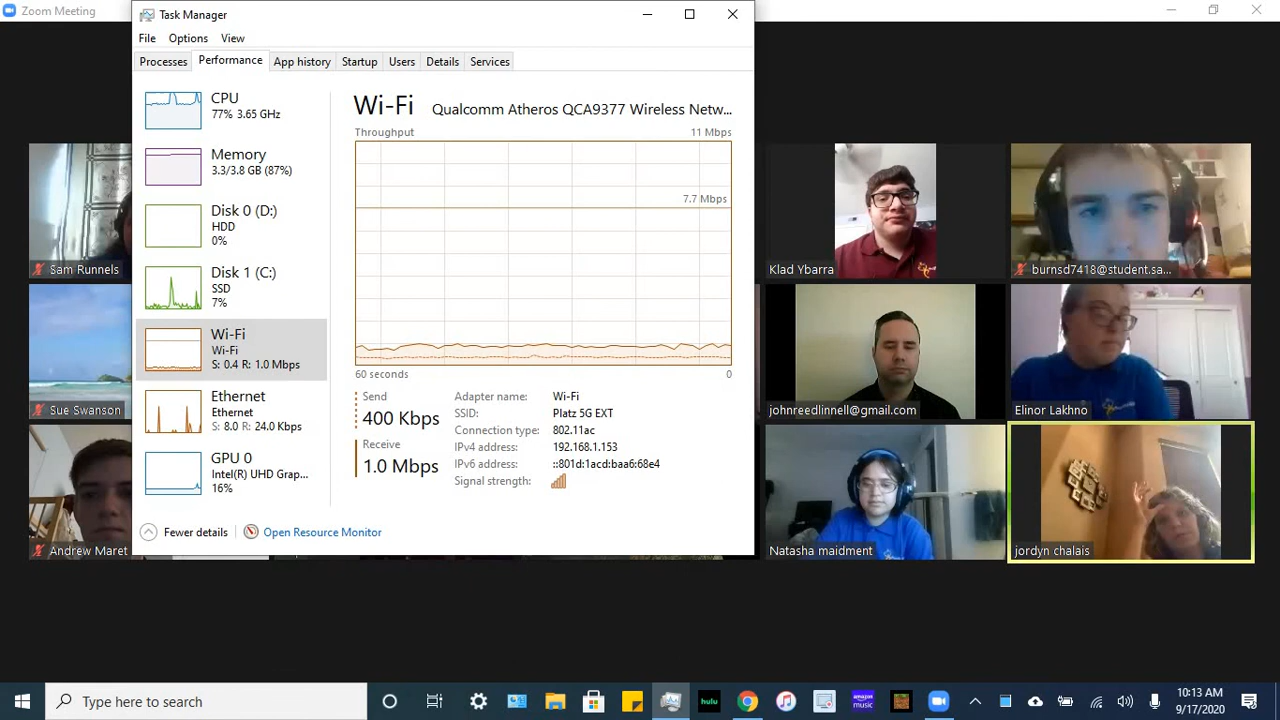 Zoom Meeting
Task Manager
File Options View
Processes Performance App history Startup Users Details Services
CPU
77% 3.65 GHz
Memory
3.3/3.8 GB (87%)
Disk 0 (D:)
HDD
0%
Disk 1 (C:)
SSD
7%
Wi-Fi
Wi-Fi
S: 0.4 R: 1.0 Mbps
Ethernet
Ethernet
S: 8.0 R: 24.0 Kbps
GPU 0
Intel(R) UHD Grap...
16%
Wi-Fi Qualcomm Atheros QCA9377 Wireless Netw...
Throughput 11 Mbps
7.7 Mbps
60 seconds 0
Send
400 Kbps
Receive
1.0 Mbps
Adapter name: Wi-Fi
SSID: Platz 5G EXT
Connection type: 802.11ac
IPv4 address: 192.168.1.153
IPv6 address: ::801d:1acd:baa6:68e4
Signal strength:
Fewer details Open Resource Monitor
Sam Runnels
Klad Ybarra
burnsd7418@student.sa...
Sue Swanson
johnreedlinnell@gmail.com
Elinor Lakhno
Andrew Maret
Natasha maidment
jordyn chalais
Type here to search
hulu
amazon music
10:13 AM
9/17/2020